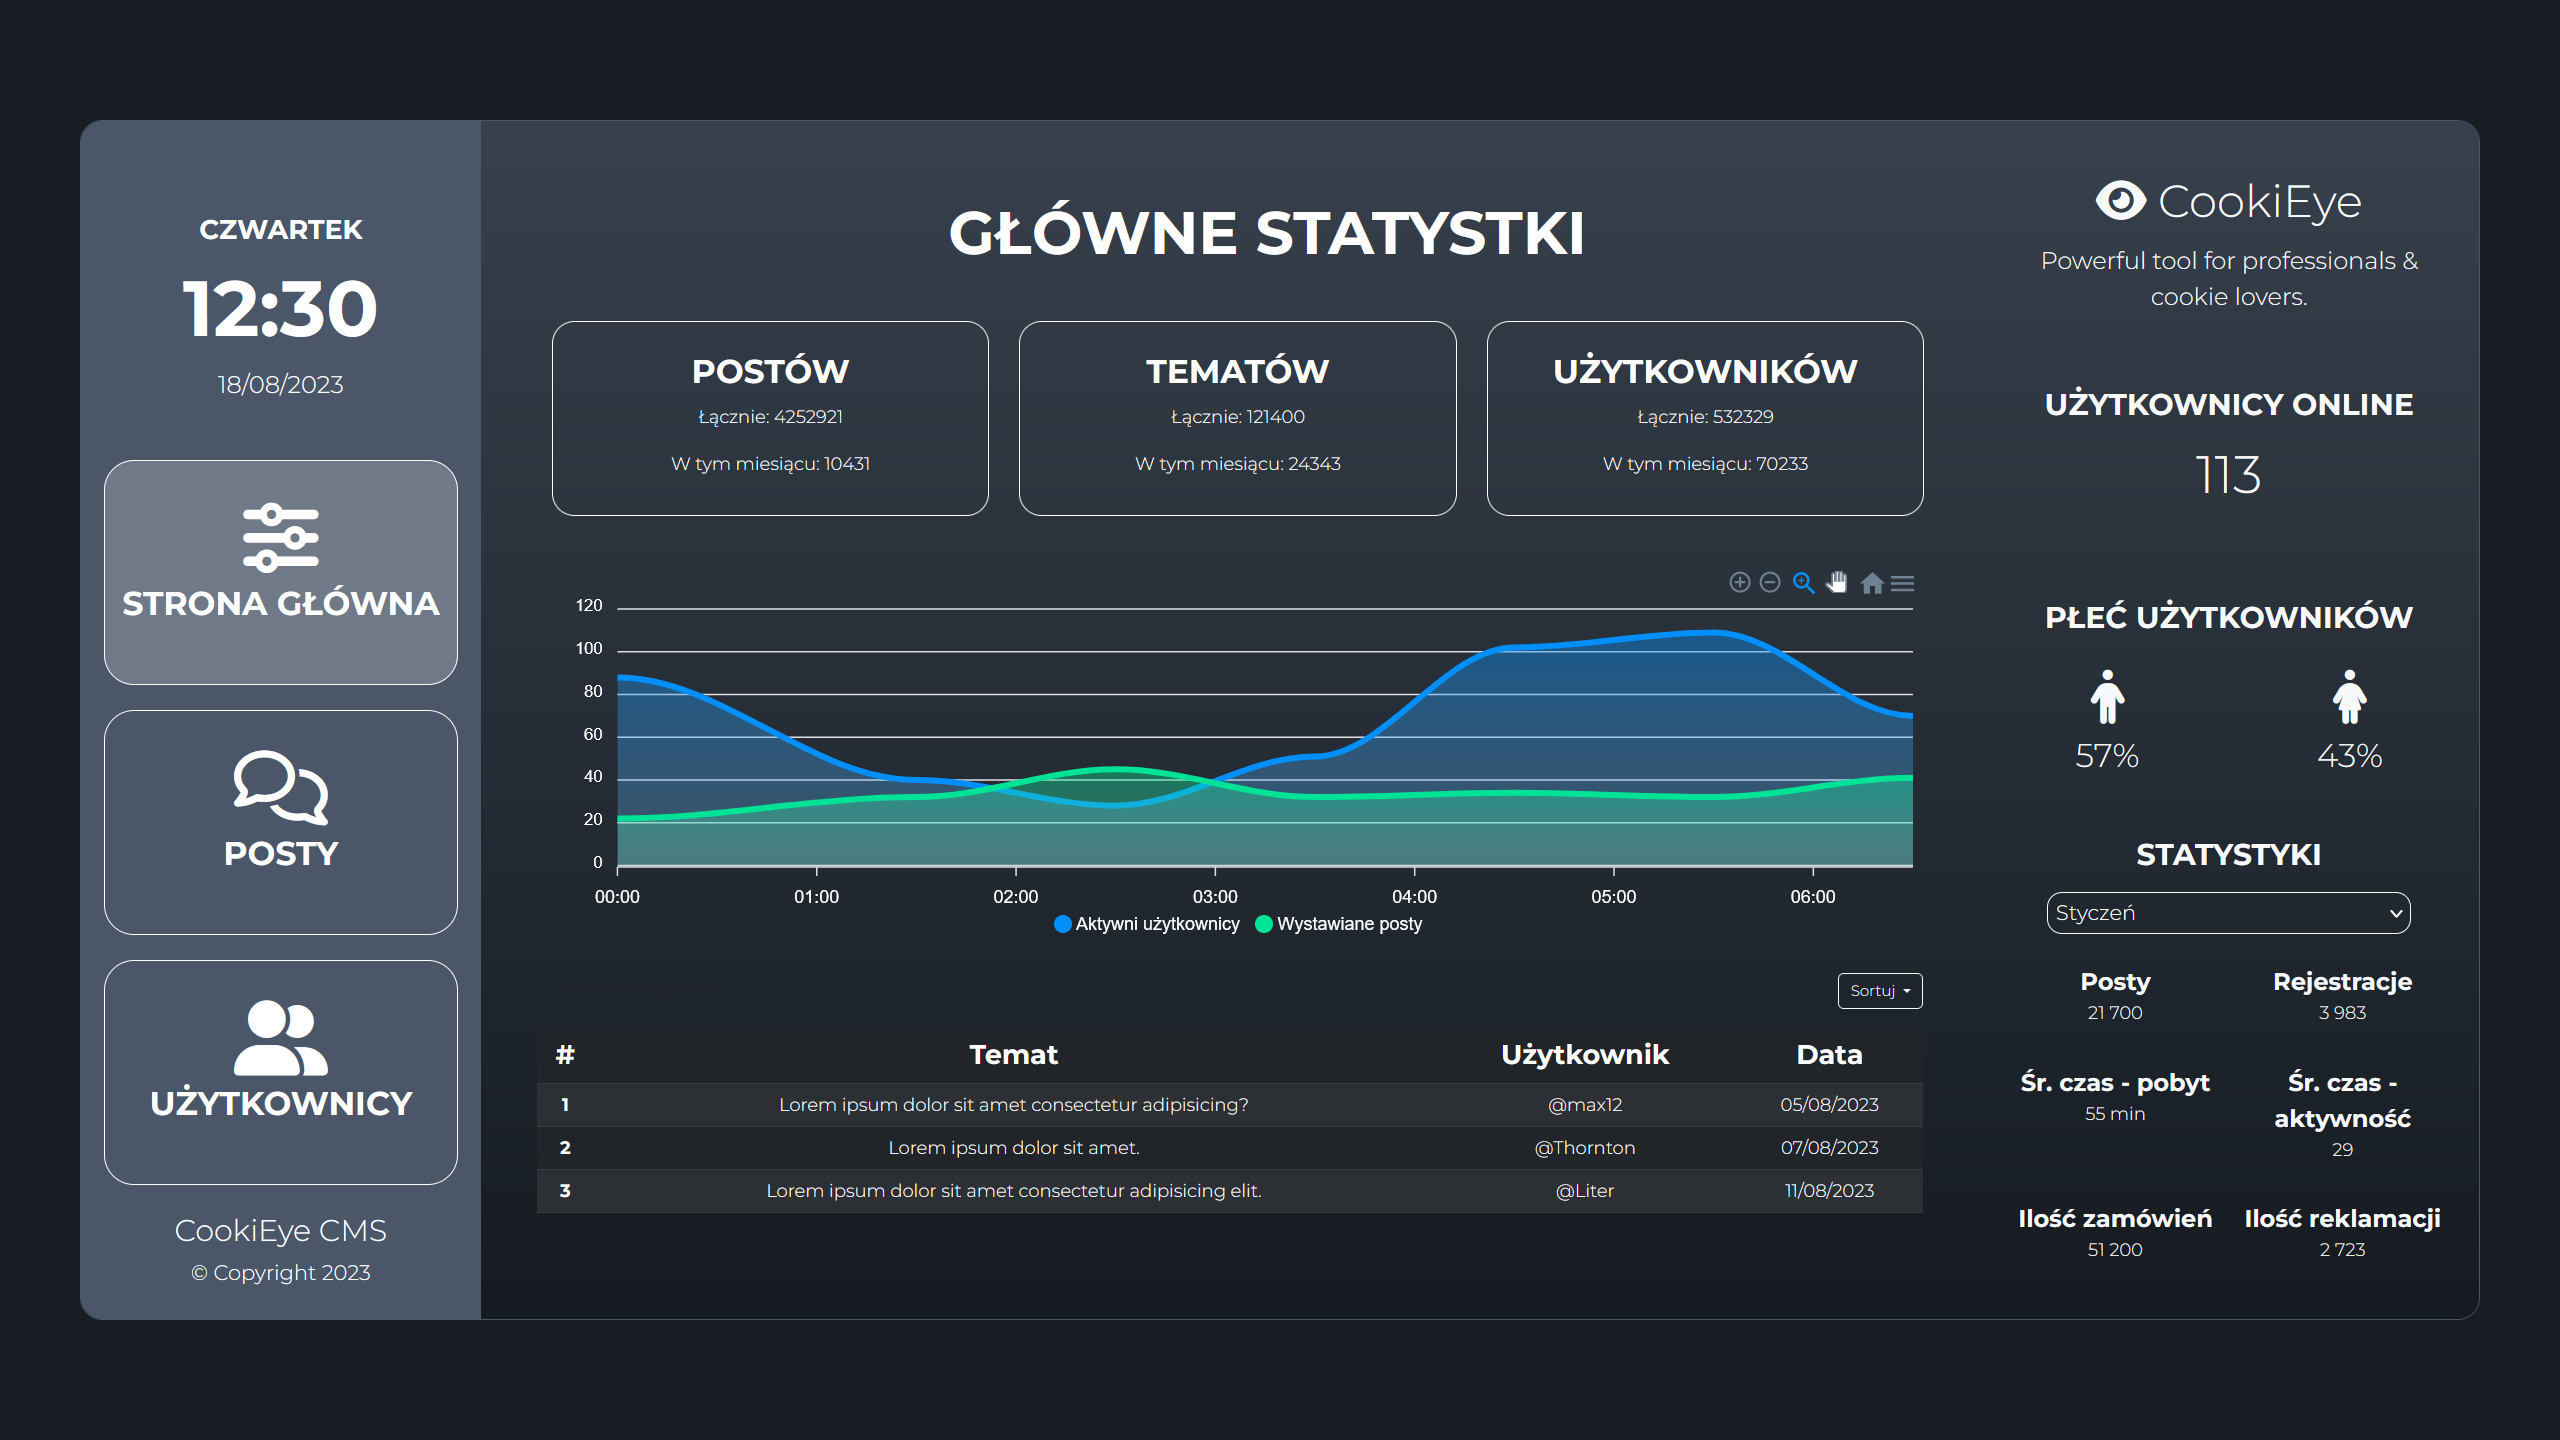 CZWARTEK
12:30
18/08/2023
STRONA GŁÓWNA
POSTY
UŻYTKOWNICY
CookiEye CMS
© Copyright 2023
GŁÓWNE STATYSTKI
POSTÓW
Łącznie: 4252921
W tym miesiącu: 10431
TEMATÓW
Łącznie: 121400
W tym miesiącu: 24343
UŻYTKOWNIKÓW
Łącznie: 532329
W tym miesiącu: 70233
120
100
80
60
40
20
0
00:00 01:00 02:00 03:00 04:00 05:00 06:00
Aktywni użytkownicy Wystawiane posty
Sortuj
# Temat Użytkownik Data
1 Lorem ipsum dolor sit amet consectetur adipisicing? @max12 05/08/2023
2 Lorem ipsum dolor sit amet. @Thornton 07/08/2023
3 Lorem ipsum dolor sit amet consectetur adipisicing elit. @Liter 11/08/2023
CookiEye
Powerful tool for professionals &
cookie lovers.
UŻYTKOWNICY ONLINE
113
PŁEĆ UŻYTKOWNIKÓW
57% 43%
STATYSTYKI
Styczeń
Posty
21 700
Rejestracje
3 983
Śr. czas - pobyt
55 min
Śr. czas -
aktywność
29
Ilość zamówień
51 200
Ilość reklamacji
2 723